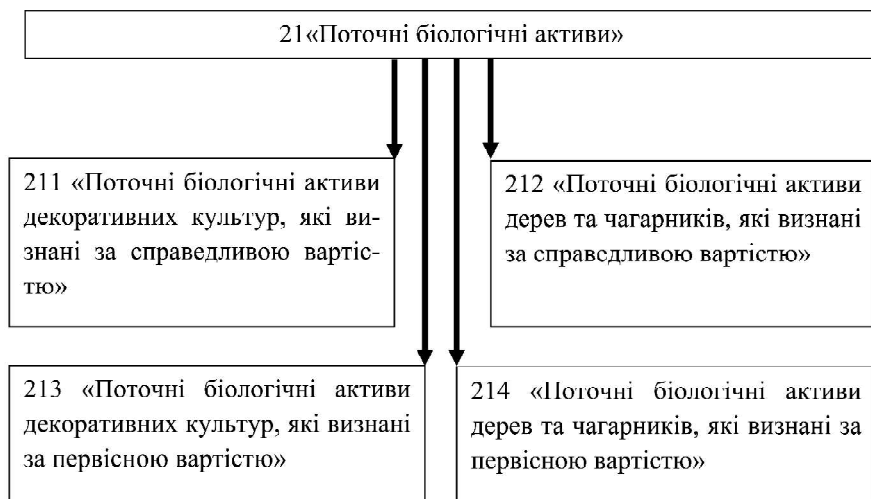 21«Поточні біологічні активи»
211 «Поточні біологічні активи
декоративних культур, які ви-
знані за справедливою вартіс-
тю»
212 «Поточні біологічні активи
дерев та чагарників, які визнані
за справедливою вартістю»
213 «Поточні біологічні активи
декоративних культур, які визнані
за первісною вартістю»
214 «Поточні біологічні активи
дерев та чагарників, які визнані за
первісною вартістю»